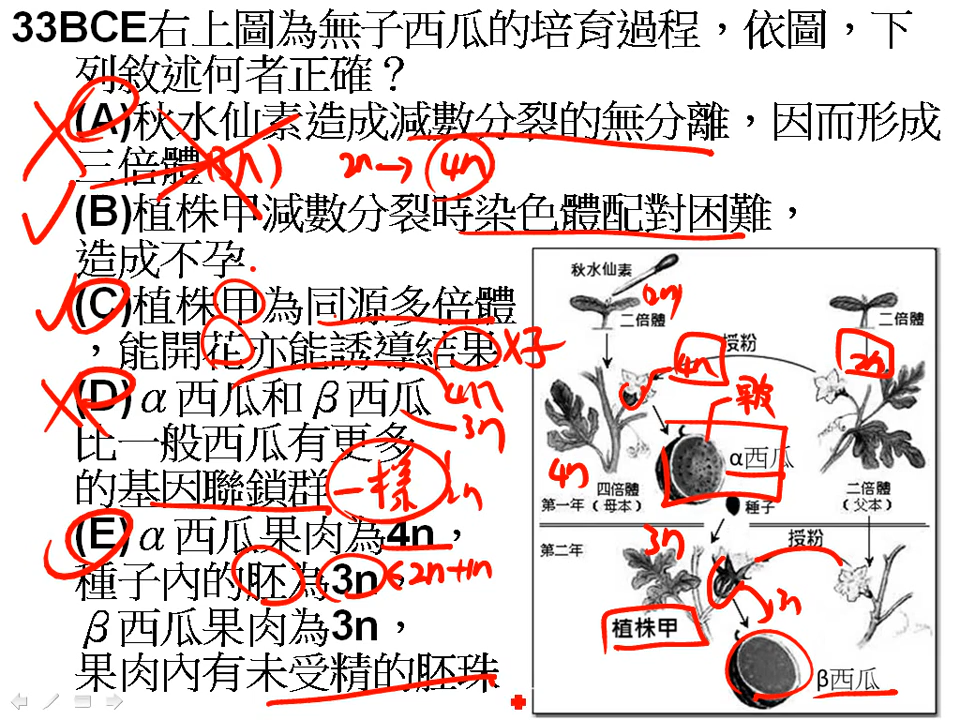 33BCE右上圖為無子西瓜的培育過程，依圖，下
列敘述何者正確？
(A)秋水仙素造成減數分裂的無分離，因而形成
三倍體(3n) 2n→4n
(B)植株甲減數分裂時染色體配對困難，
造成不孕.
(C)植株甲為同源多倍體
，能開花亦能誘導結果 X子
(D)α西瓜和β西瓜 4n
比一般西瓜有更多 3n
的基因聯鎖群 一樣 2n
(E)α西瓜果肉為4n，
種子內的胚為3n， 2n+1n
β西瓜果肉為3n，
果肉內有未受精的胚珠
秋水仙素
二倍體 2n
二倍體
授粉
4n
2n
α西瓜
4n
四倍體
第一年 (母本)
種子
二倍體
(父本)
第二年
3n
授粉
植株甲
β西瓜